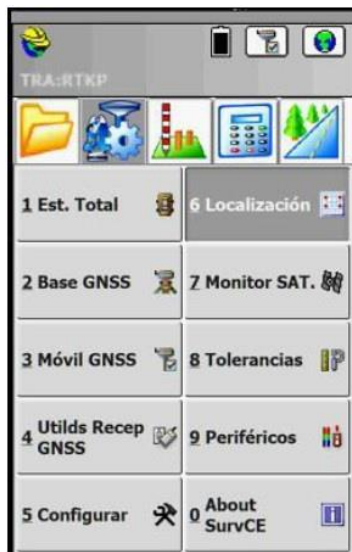 TRA:RTKP
1 Est. Total
6 Localización
2 Base GNSS
7 Monitor SAT.
3 Móvil GNSS
8 Tolerancias
4 Utilds Recep
GNSS
9 Periféricos
5 Configurar
0 About
SurvCE